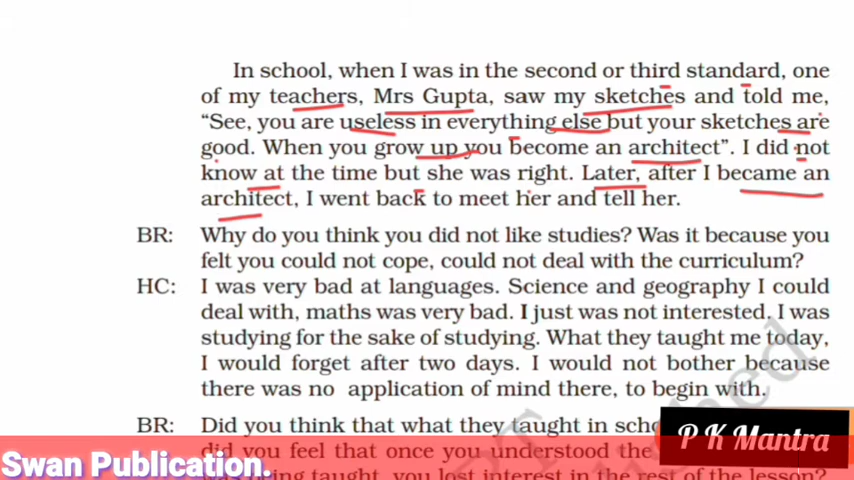 In school, when I was in the second or third standard, one
of my teachers, Mrs Gupta, saw my sketches and told me,
“See, you are useless in everything else but your sketches are
good. When you grow up you become an architect”. I did not
know at the time but she was right. Later, after I became an
architect, I went back to meet her and tell her.
BR: Why do you think you did not like studies? Was it because you
felt you could not cope, could not deal with the curriculum?
HC: I was very bad at languages. Science and geography I could
deal with, maths was very bad. I just was not interested. I was
studying for the sake of studying. What they taught me today,
I would forget after two days. I would not bother because
there was no application of mind there, to begin with.
BR: Did you think that what they taught in
did you feel that once you understood the
being taught, you lost interest in the rest of the lesson?
P K Mantra
Swan Publication.